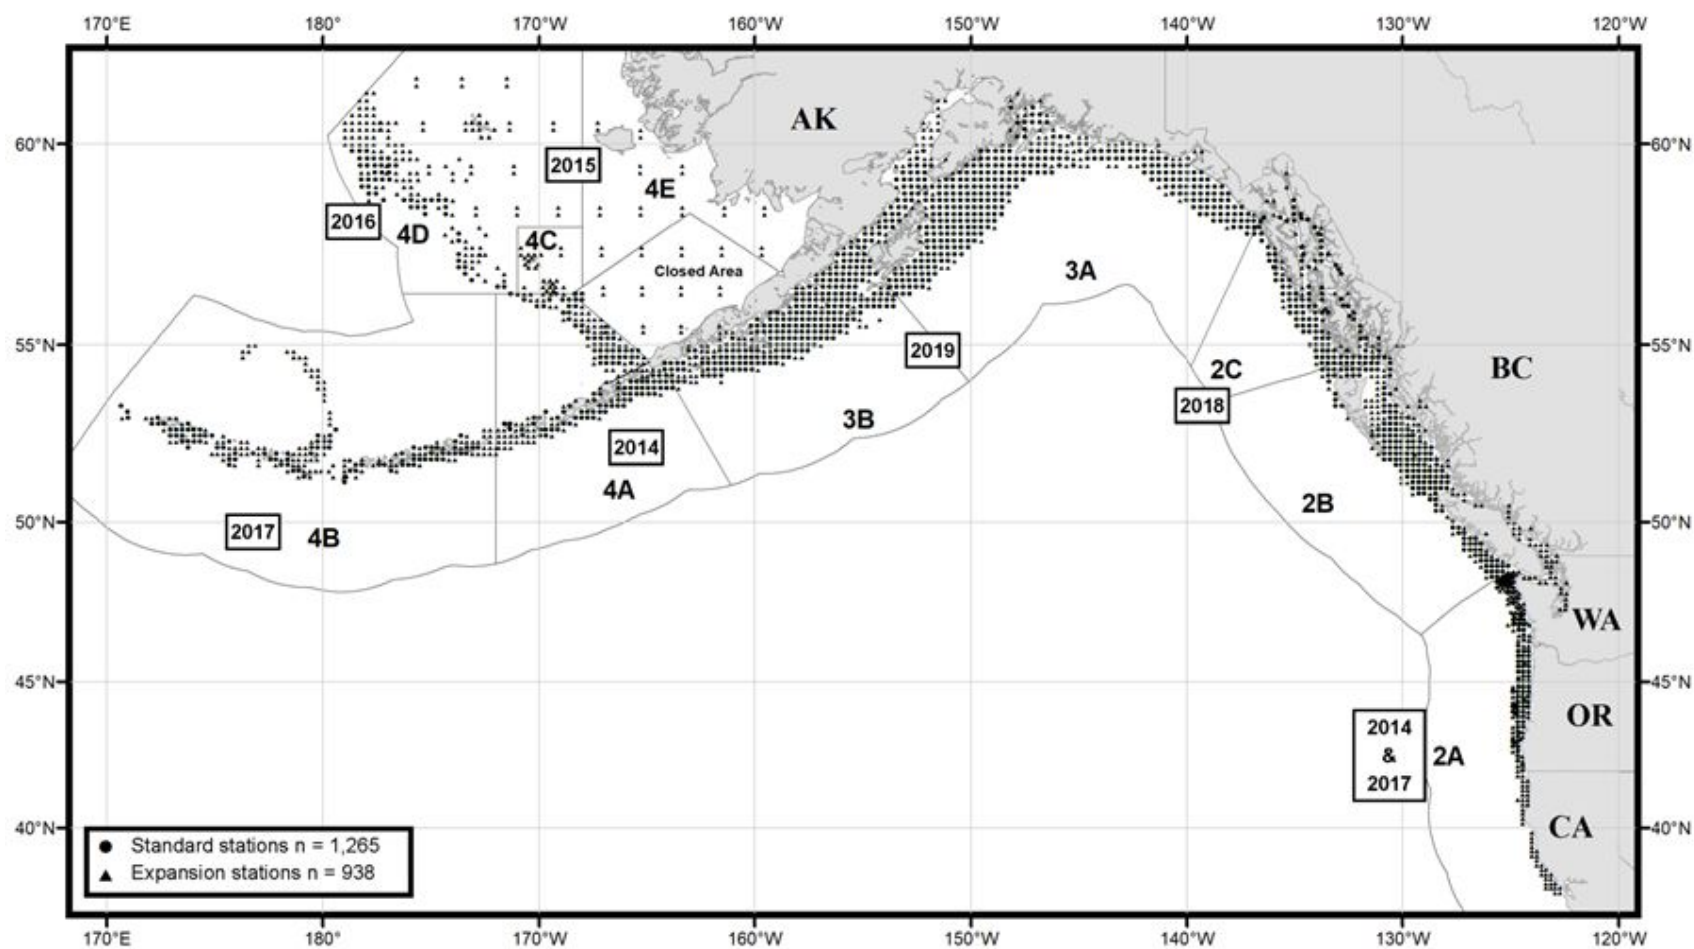 170°E 180° 170°W 160°W 150°W 140°W 130°W 120°W
AK
60°N 60°N
2015
4E
2016
4D 4C
Closed Area
3A
55°N 2019 55°N
2C
BC
2018
3B
2014
4A
2B
50°N 2017 4B 50°N
WA
45°N 45°N
OR
2014
&
2017
2A
40°N CA 40°N
Standard stations n = 1,265
Expansion stations n = 938
170°E 180° 170°W 160°W 150°W 140°W 130°W 120°W